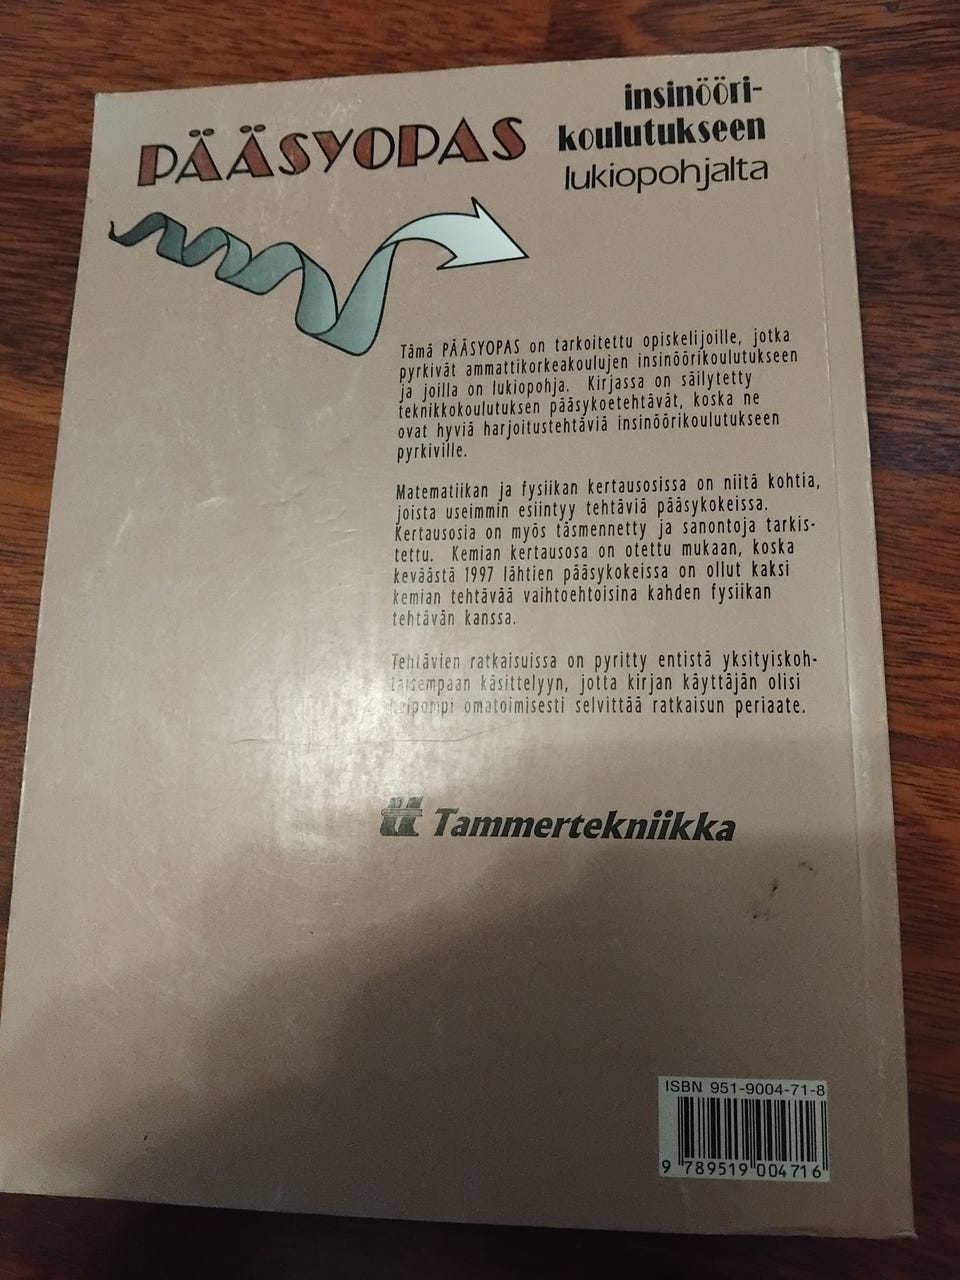 PÄÄSYOPAS
insinööri-
koulutukseen
lukiopohjalta
Tämä PÄÄSYOPAS on tarkoitettu opiskelijoille, jotka
pyrkivät ammattikorkeakoulujen insinöörikoulutukseen
ja joilla on lukiopohja. Kirjassa on säilytetty
teknikkokoulutuksen pääsykoetehtävät, koska ne
ovat hyviä harjoitustehtäviä insinöörikoulutukseen
pyrkiville.
Matematiikan ja fysiikan kertausosissa on niitä kohtia,
joista useimmin esiintyy tehtäviä pääsykokeissa.
Kertausosia on myös täsmennetty ja sanontoja tarkis-
tettu. Kemian kertausosa on otettu mukaan, koska
keväästä 1997 lähtien pääsykokeissa on ollut kaksi
kemian tehtävää vaihtoehtoisina kahden fysiikan
tehtävän kanssa.
Tehtävien ratkaisuissa on pyritty entistä yksityiskoh-
taisempaan käsittelyyn, jotta kirjan käyttäjän olisi
helpompi omatoimisesti selvittää ratkaisun periaate.
tt Tammertekniikka
ISBN 951-9004-71-8
9 789519 004716